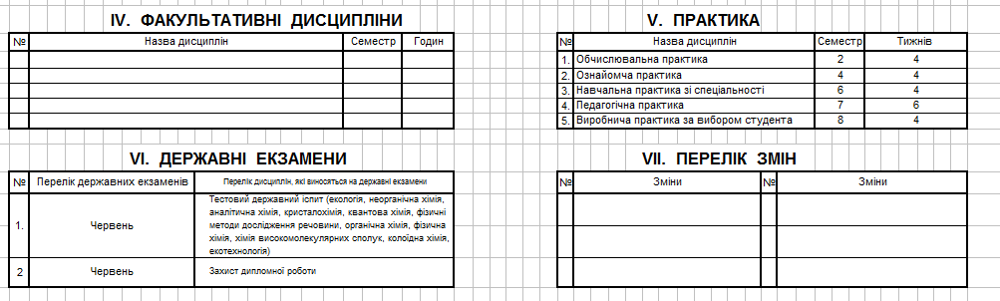 IV. ФАКУЛЬТАТИВНІ ДИСЦИПЛІНИ
№ Назва дисциплін Семестр Годин
V. ПРАКТИКА
№ Назва дисциплін Семестр Тижнів
1. Обчислювальна практика 2 4
2. Ознайомча практика 4 4
3. Навчальна практика зі спеціальності 6 4
4. Педагогічна практика 7 6
5. Виробнича практика за вибором студента 8 4
VI. ДЕРЖАВНІ ЕКЗАМЕНИ
№ Перелік державних екзаменів Перелік дисциплін, які виносяться на державні екзамени
1. Червень Тестовий державний іспит (екологія, неорганічна хімія,
аналітична хімія, кристалохімія, квантова хімія, фізичні
методи дослідження речовини, органічна хімія, фізична
хімія, хімія високомолекулярних сполук, колоїдна хімія,
екотехнологія)
2 Червень Захист дипломної роботи
VII. ПЕРЕЛІК ЗМІН
№ Зміни № Зміни